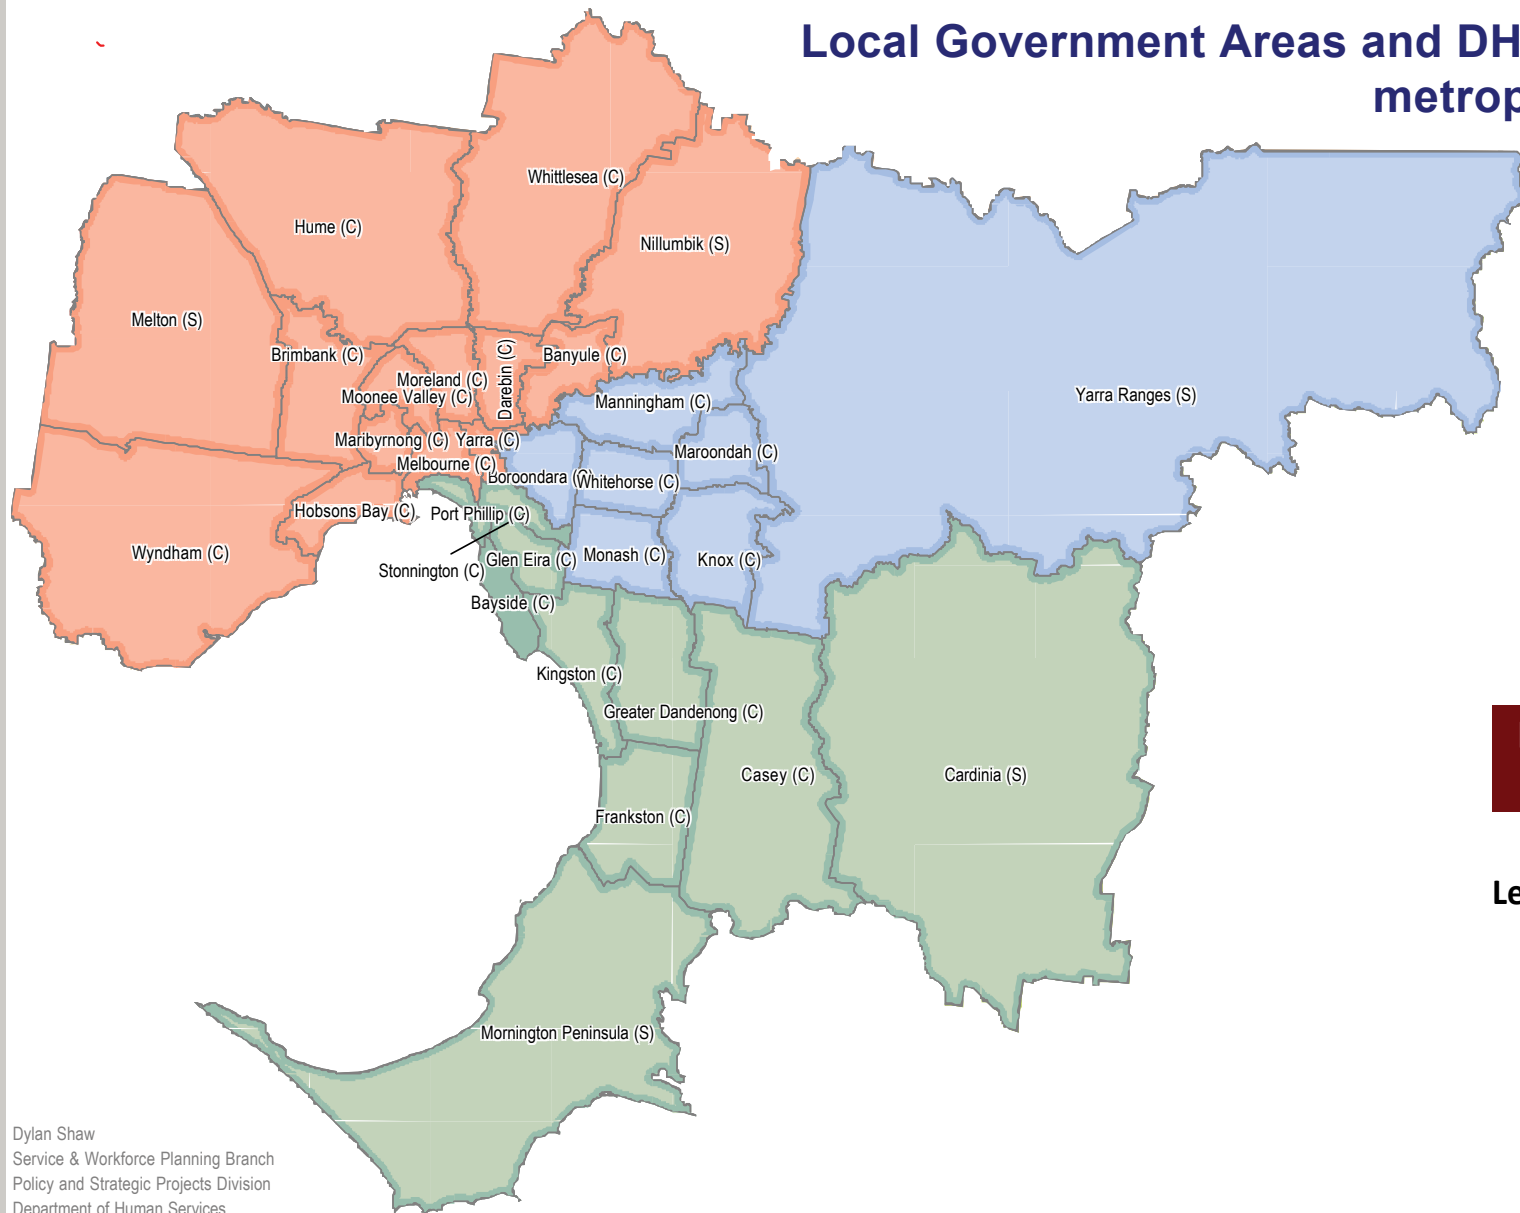 Local Government Areas and DH
metrop
Whittlesea (C)
Hume (C)
Nillumbik (S)
Melton (S)
Brimbank (C)
Darebin (C)
Banyule (C)
Moreland (C)
Moonee Valley (C)
Yarra Ranges (S)
Manningham (C)
Maribyrnong (C)
Yarra (C)
Maroondah (C)
Melbourne (C)
Boroondara (C)
Whitehorse (C)
Hobsons Bay (C)
Port Phillip (C)
Wyndham (C)
Glen Eira (C)
Monash (C)
Knox (C)
Stonnington (C)
Bayside (C)
Kingston (C)
Greater Dandenong (C)
Casey (C)
Cardinia (S)
Frankston (C)
Le
Mornington Peninsula (S)
Dylan Shaw
Service & Workforce Planning Branch
Policy and Strategic Projects Division
Department of Human Services